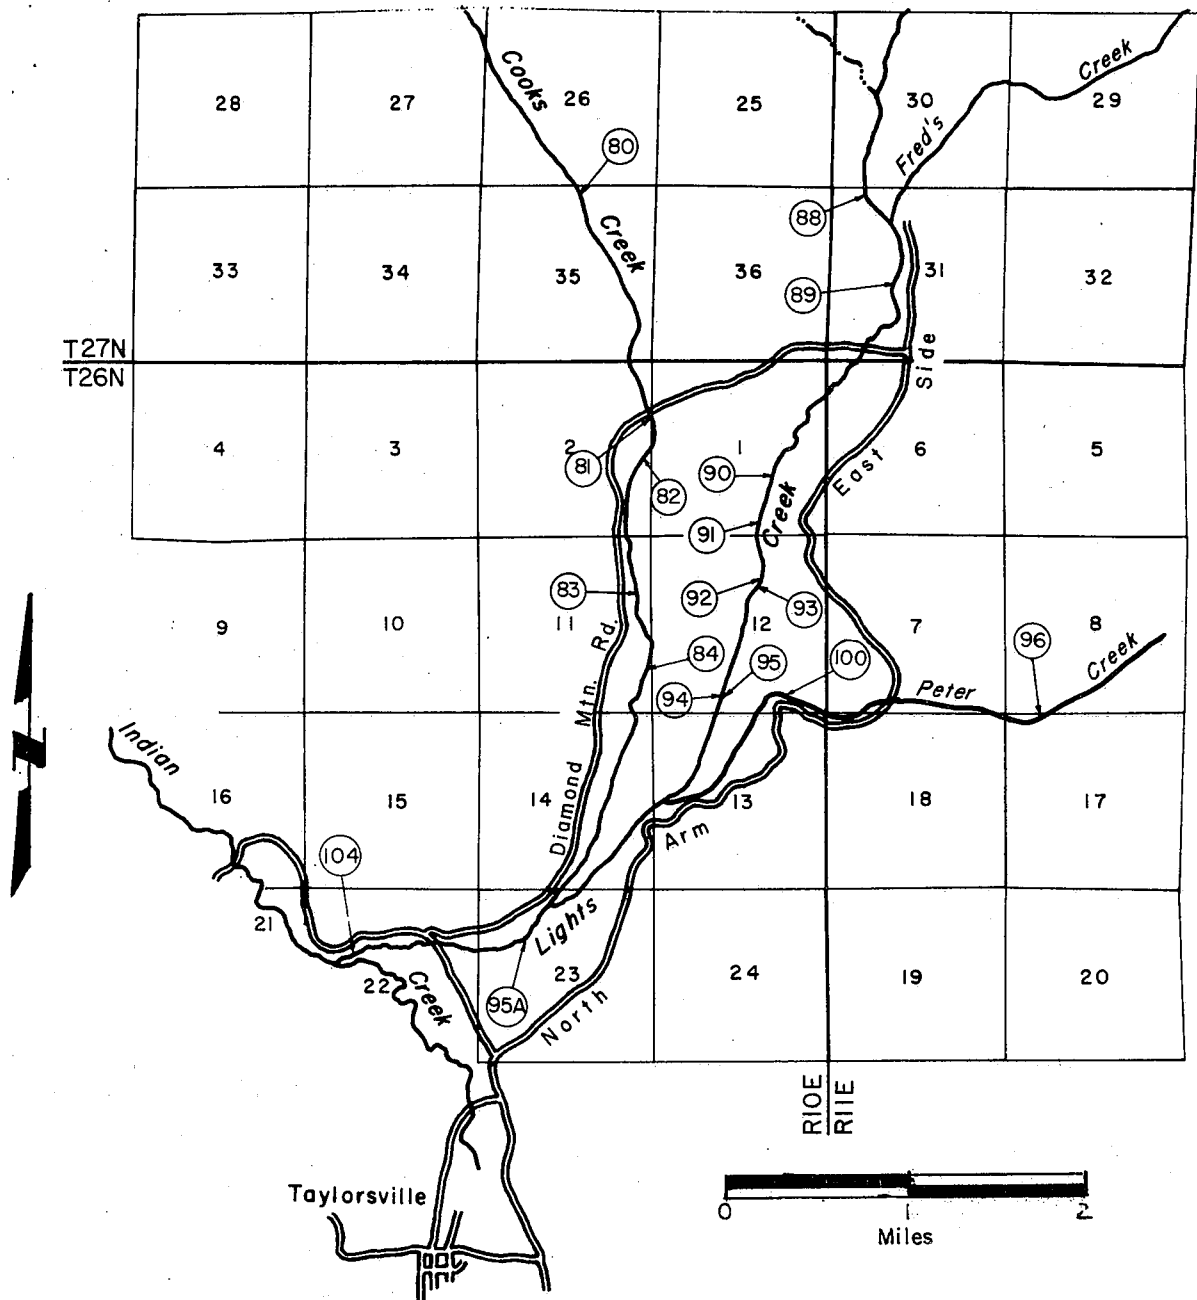 Cooks
Creek
28
27
26
25
30
29
Fred's
Creek
80
88
33
34
Creek
35
36
89
31
32
T27N
T26N
Side
4
3
2
1
6
5
81
82
90
East
91
Creek
83
92
93
9
10
11
Rd.
12
7
8
84
95
100
96
94
Mtn.
Peter
Creek
Indian
16
15
14
Diamond
13
18
17
Arm
104
21
Lights
22
Creek
23
24
19
20
95A
North
R10E
R11E
N
Taylorsville
0
1
2
Miles